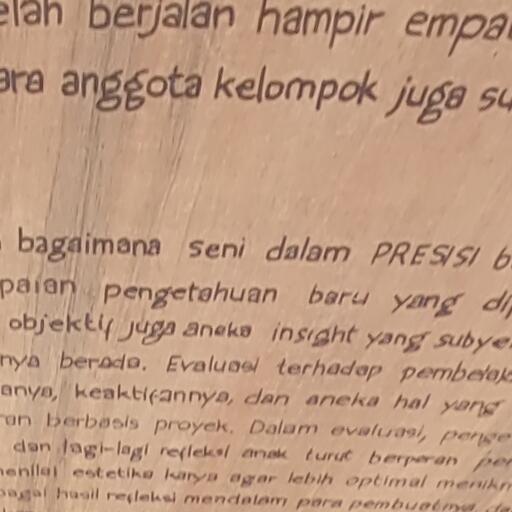 elah berjalan hampir empa
ara anggota kelompok juga su
bagaimana seni dalam PRESISI b
paian pengetahuan baru yang di
objektif juga aneka insight yang subye
nya berada. Evaluasi terhadap pembelaj
anya, keaktifannya, dan aneka hal yang
an berbasis proyek. Dalam evaluasi, penge
dan lagi-lagi refleksi anak turut berperan per
menilai estetika karya agar lebih optimal menikm
bagai hasil refleksi mendalam para pembuatnya